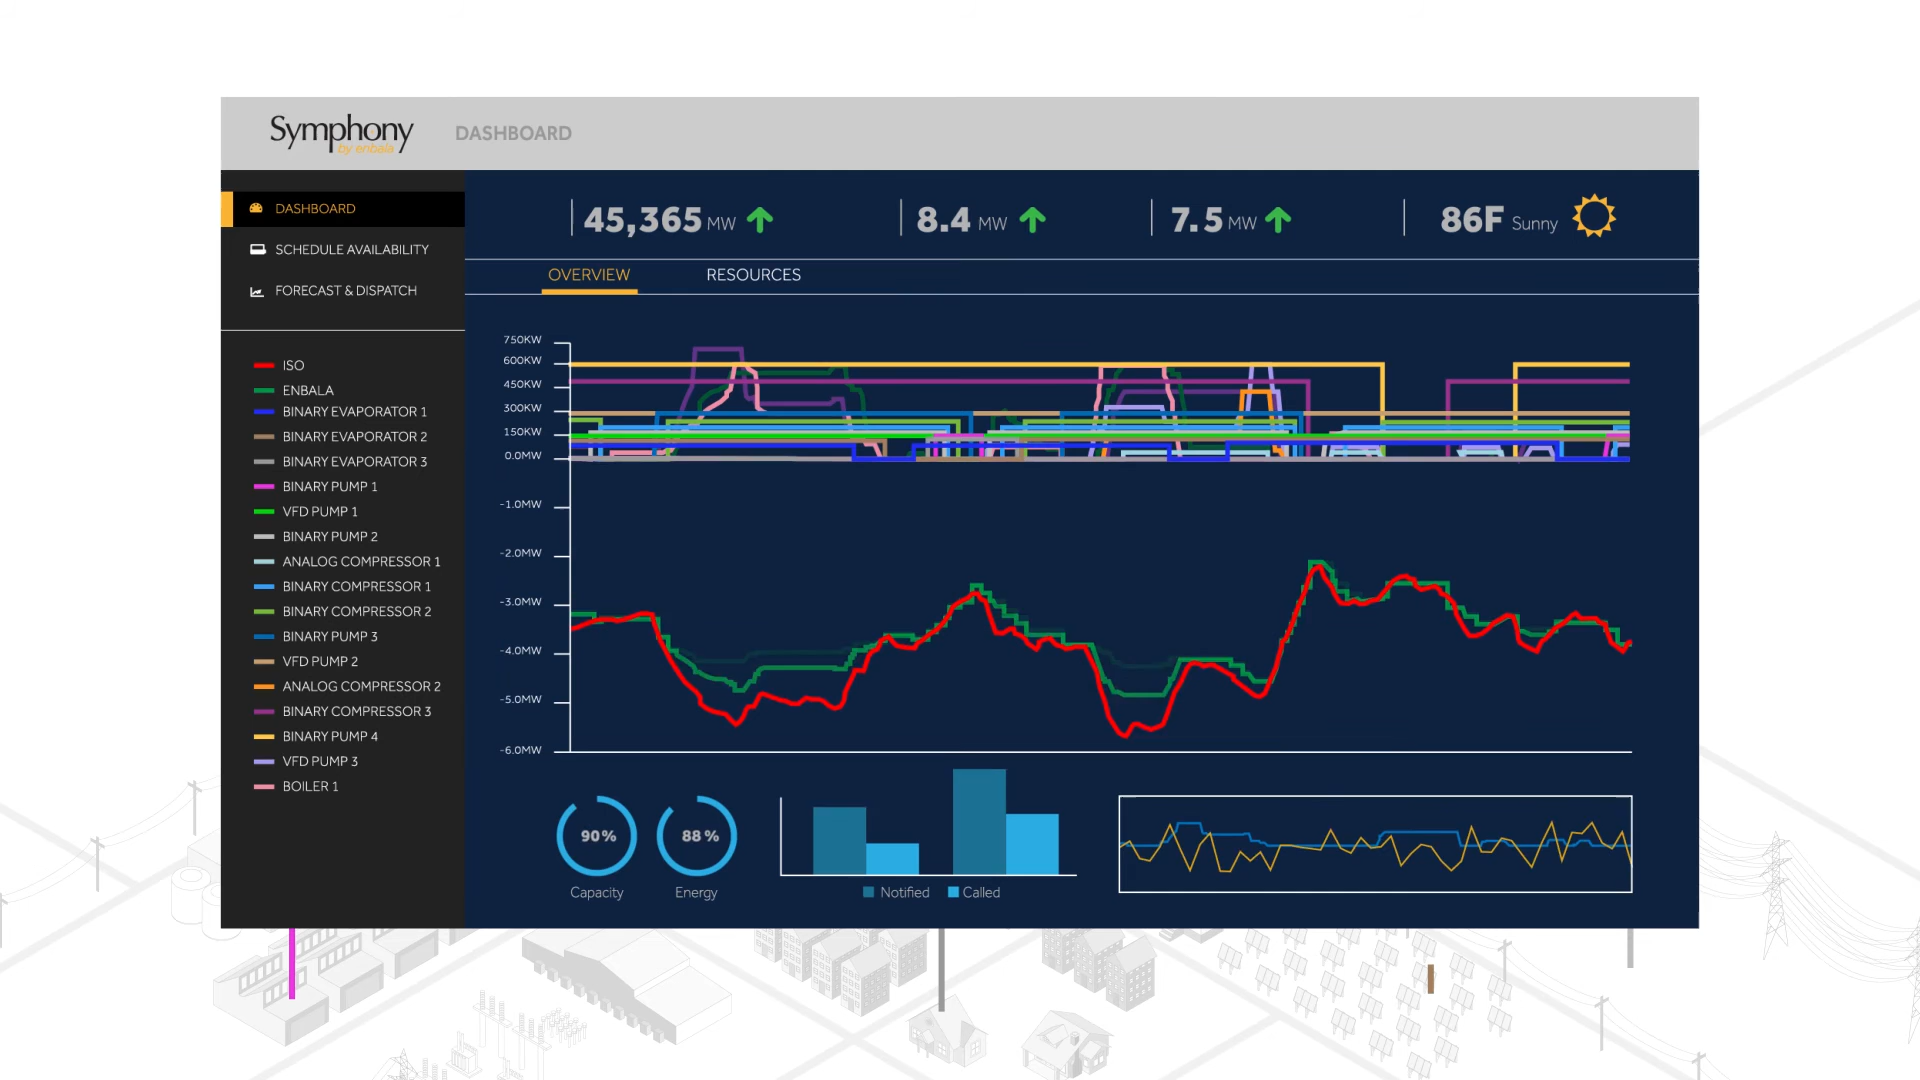 Symphony
by enbala
DASHBOARD
DASHBOARD
SCHEDULE AVAILABILITY
FORECAST & DISPATCH
ISO
ENBALA
BINARY EVAPORATOR 1
BINARY EVAPORATOR 2
BINARY EVAPORATOR 3
BINARY PUMP 1
VFD PUMP 1
BINARY PUMP 2
ANALOG COMPRESSOR 1
BINARY COMPRESSOR 1
BINARY COMPRESSOR 2
BINARY PUMP 3
VFD PUMP 2
ANALOG COMPRESSOR 2
BINARY COMPRESSOR 3
BINARY PUMP 4
VFD PUMP 3
BOILER 1
45,365 MW
8.4 MW
7.5 MW
86F Sunny
OVERVIEW
RESOURCES
750KW
600KW
450KW
300KW
150KW
0.0MW
-1.0MW
-2.0MW
-3.0MW
-4.0MW
-5.0MW
-6.0MW
90%
Capacity
88%
Energy
Notified
Called